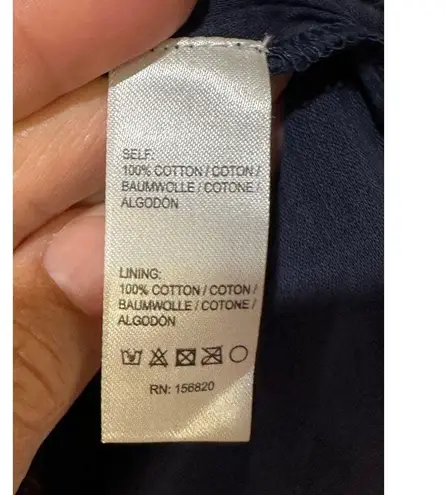 SELF:
100% COTTON / COTON /
BAUMWOLLE / COTONE /
ALGODÓN
LINING:
100% COTTON / COTON /
BAUMWOLLE / COTONE /
ALGODÓN
RN: 156820